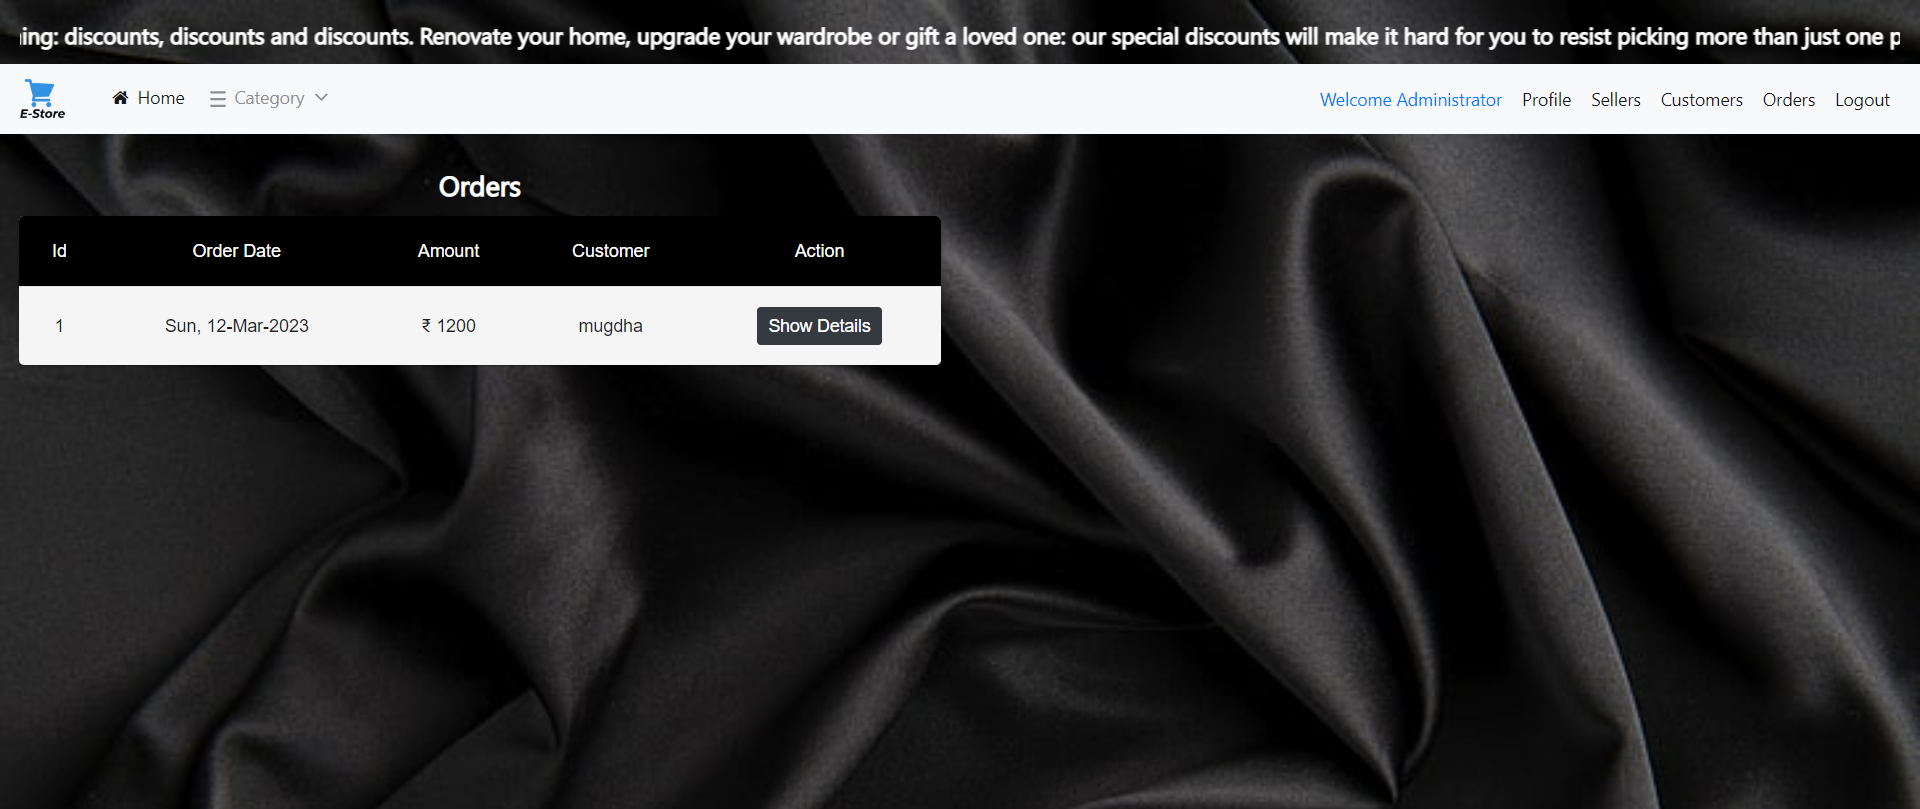 discounts, discounts and discounts. Renovate your home, upgrade your wardrobe or gift a loved one: our special discounts will make it hard for you to resist picking more than just one
E-Store
Home Category Welcome Administrator Profile Sellers Customers Orders Logout
Orders
Id Order Date Amount Customer Action
1 Sun, 12-Mar-2023 ₹ 1200 mugdha Show Details